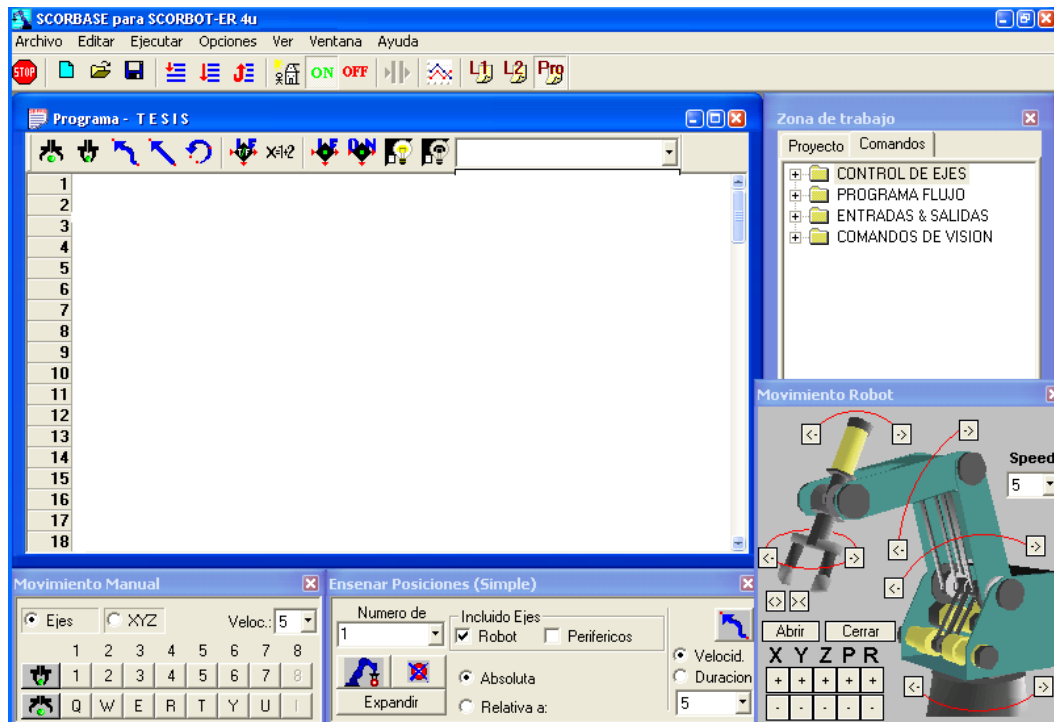 SCORBASE para SCORBOT-ER 4u
Archivo Editar Ejecutar Opciones Ver Ventana Ayuda
STOP ON OFF L1 L2 Prg
Programa - T E S I S
T/F X=1+2 F ON
1
2
3
4
5
6
7
8
9
10
11
12
13
14
15
16
17
18
Zona de trabajo
Proyecto Comandos
CONTROL DE EJES
PROGRAMA FLUJO
ENTRADAS & SALIDAS
COMANDOS DE VISION
Movimiento Robot
<- ->
->
Speed
5
<- ->
<-
->
<-
<> ><
Abrir Cerrar
X Y Z P R
+ + + + +
- - - - -
<- ->
Movimiento Manual
Ejes XYZ Veloc.: 5
1 2 3 4 5 6 7 8
1 2 3 4 5 6 7 8
Q W E R T Y U I
Ensenar Posiciones (Simple)
Numero de
1
Incluido Ejes
Robot Perifericos
Absoluta
Relativa a:
Expandir
Velocid.
Duracion
5